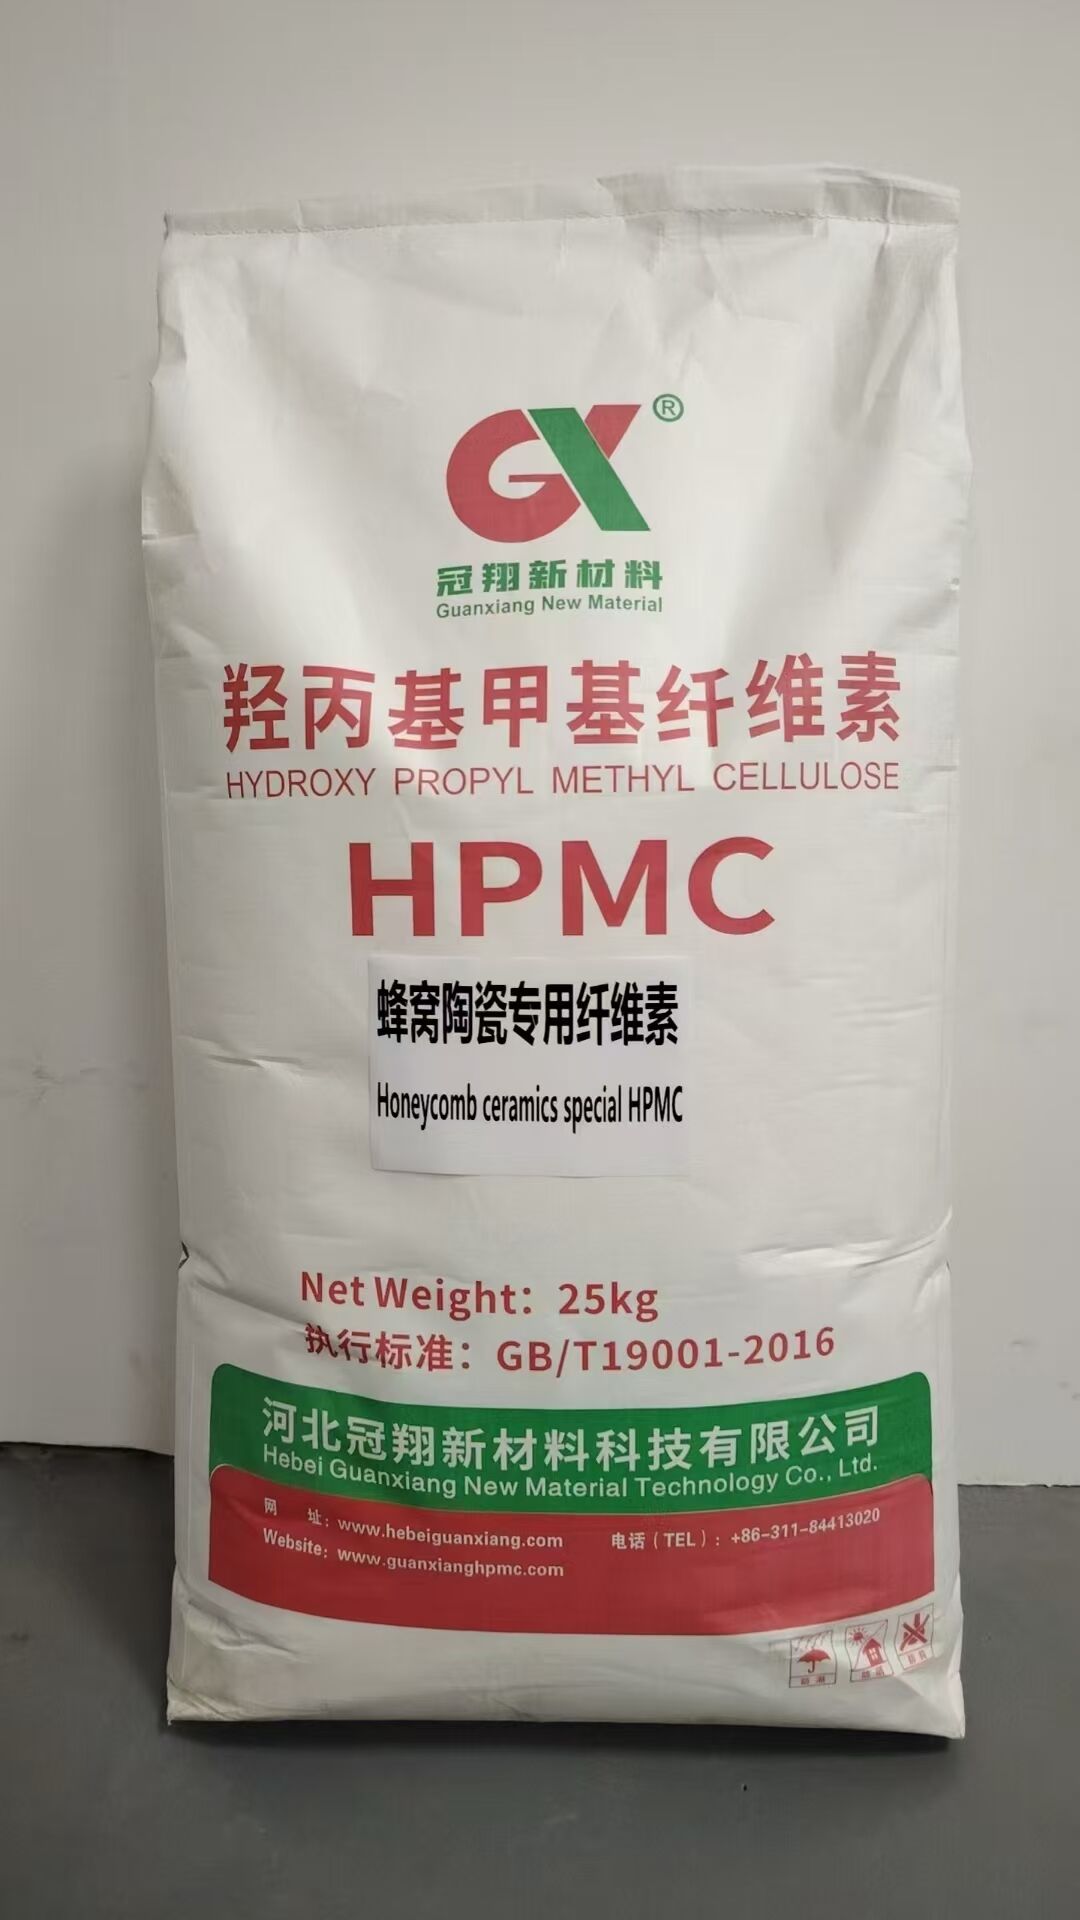 GX®
冠翔新材料
Guanxiang New Material
羟丙基甲基纤维素
HYDROXY PROPYL METHYL CELLULOSE
HPMC
蜂窝陶瓷专用纤维素
Honeycomb ceramics special HPMC
Net Weight: 25kg
执行标准：GB/T19001-2016
河北冠翔新材料科技有限公司
Hebei Guanxiang New Material Technology Co., Ltd.
网 址：www.hebeiguanxiang.com 电话（TEL）：+86-311-84413020
Website：www.guanxianghpmc.com